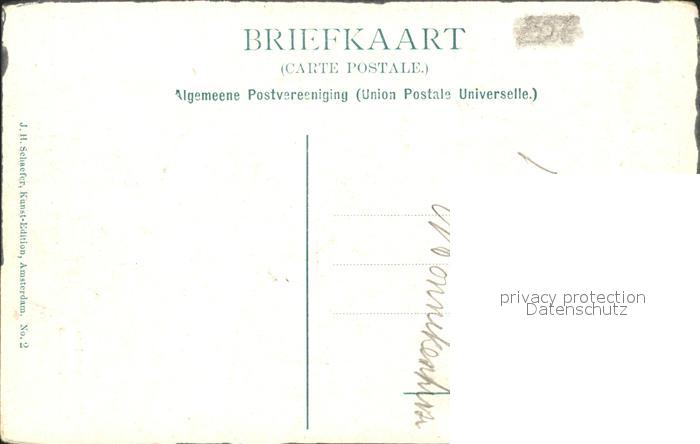 BRIEFKAART
(CARTE POSTALE.)
Algemeene Postvereeniging (Union Postale Universelle.)
J. H. Schaefer, Kunst-Edition, Amsterdam. No. 2
privacy protection
Datenschutz